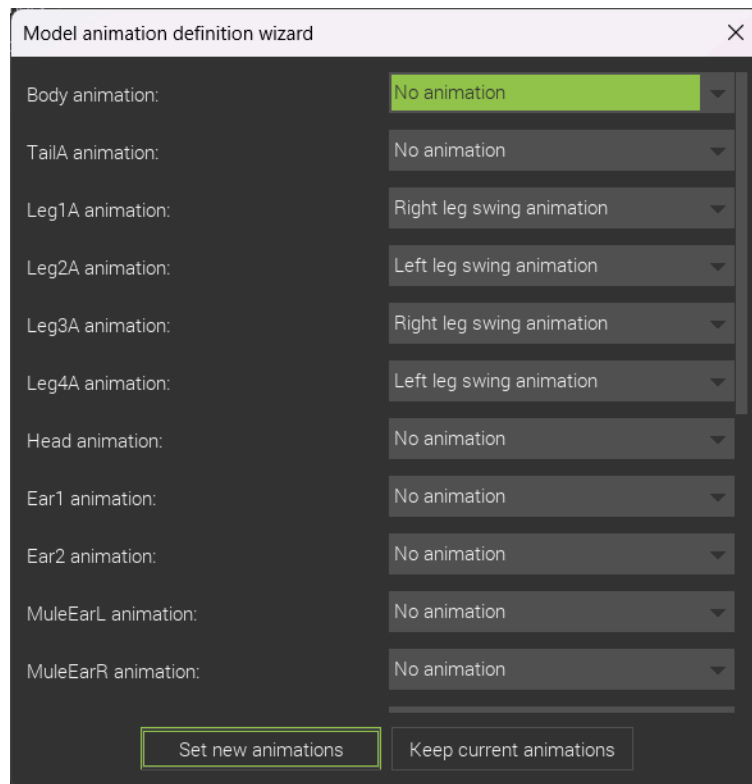 Model animation definition wizard
Body animation: No animation
TailA animation: No animation
Leg1A animation: Right leg swing animation
Leg2A animation: Left leg swing animation
Leg3A animation: Right leg swing animation
Leg4A animation: Left leg swing animation
Head animation: No animation
Ear1 animation: No animation
Ear2 animation: No animation
MuleEarL animation: No animation
MuleEarR animation: No animation
Set new animations Keep current animations